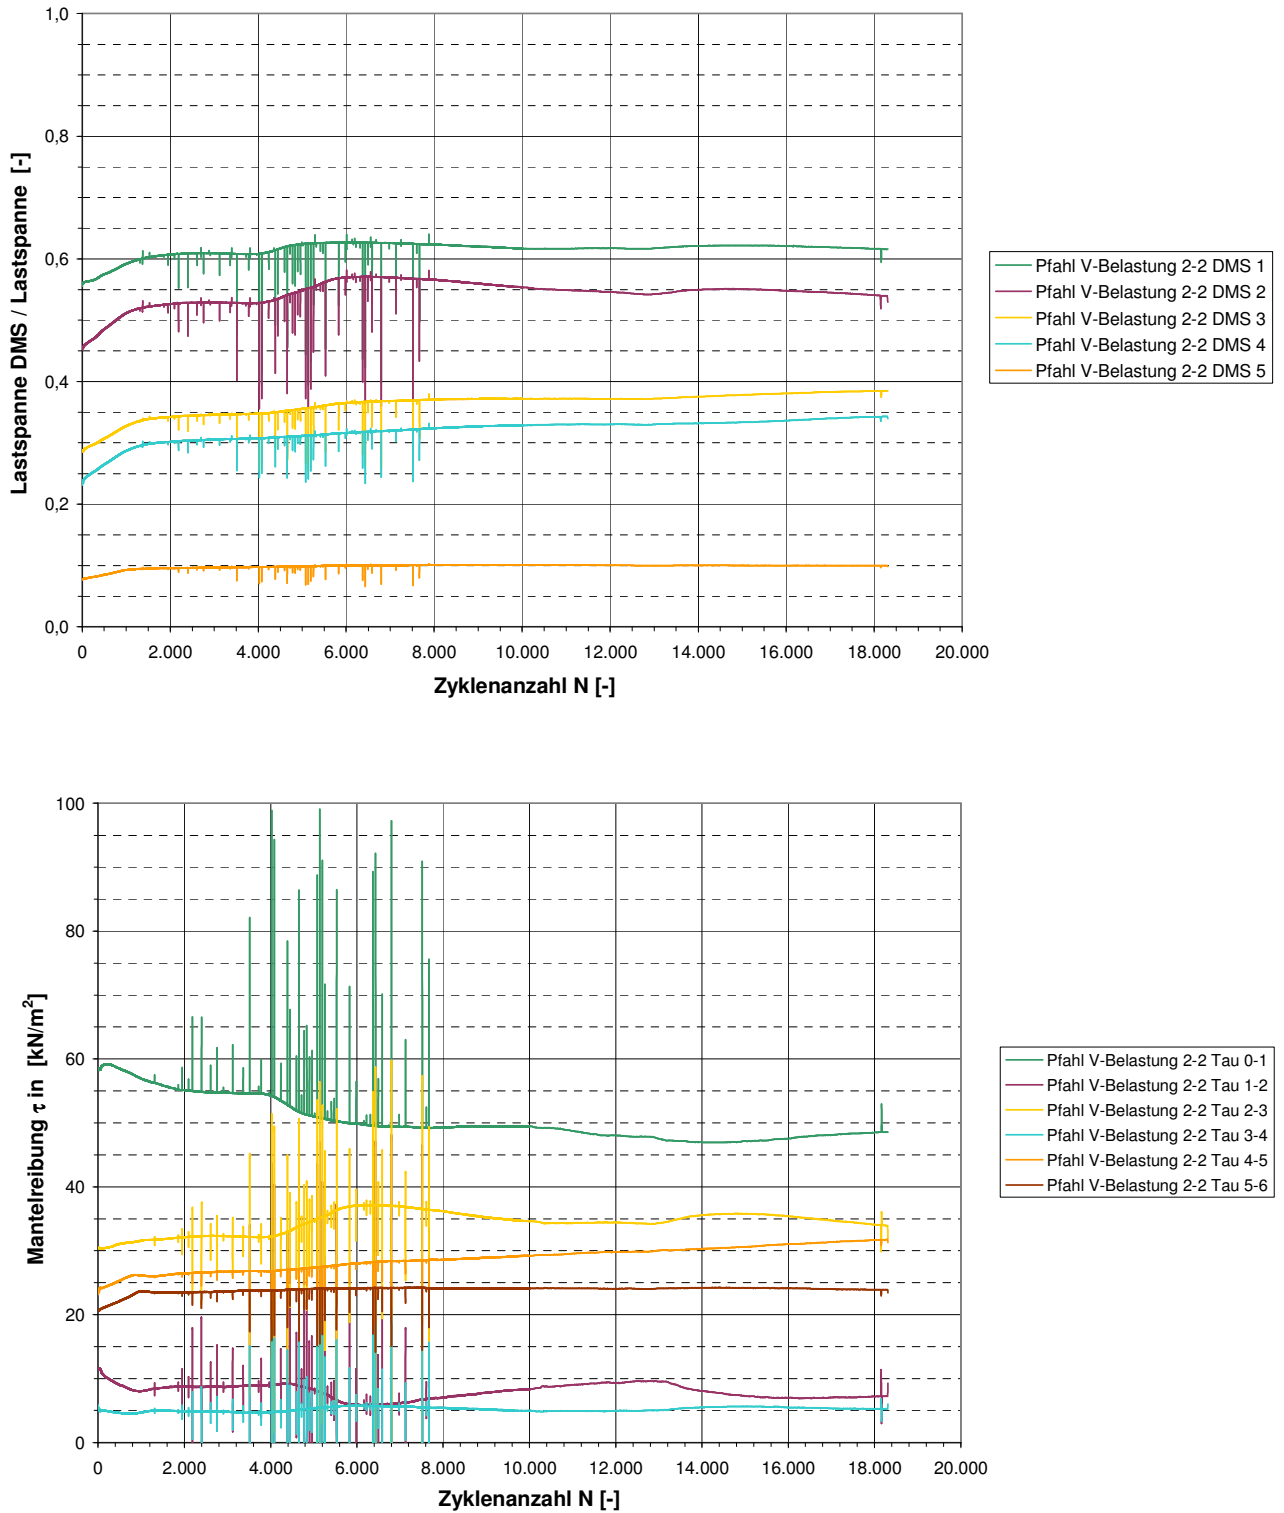 1,0
0,8
0,6
0,4
0,2
0,0
Lastspanne DMS / Lastspanne [-]
0 2.000 4.000 6.000 8.000 10.000 12.000 14.000 16.000 18.000 20.000
Zyklenanzahl N [-]
Pfahl V-Belastung 2-2 DMS 1
Pfahl V-Belastung 2-2 DMS 2
Pfahl V-Belastung 2-2 DMS 3
Pfahl V-Belastung 2-2 DMS 4
Pfahl V-Belastung 2-2 DMS 5
100
80
60
40
20
0
Mantelreibung τ in [kN/m²]
0 2.000 4.000 6.000 8.000 10.000 12.000 14.000 16.000 18.000 20.000
Zyklenanzahl N [-]
Pfahl V-Belastung 2-2 Tau 0-1
Pfahl V-Belastung 2-2 Tau 1-2
Pfahl V-Belastung 2-2 Tau 2-3
Pfahl V-Belastung 2-2 Tau 3-4
Pfahl V-Belastung 2-2 Tau 4-5
Pfahl V-Belastung 2-2 Tau 5-6